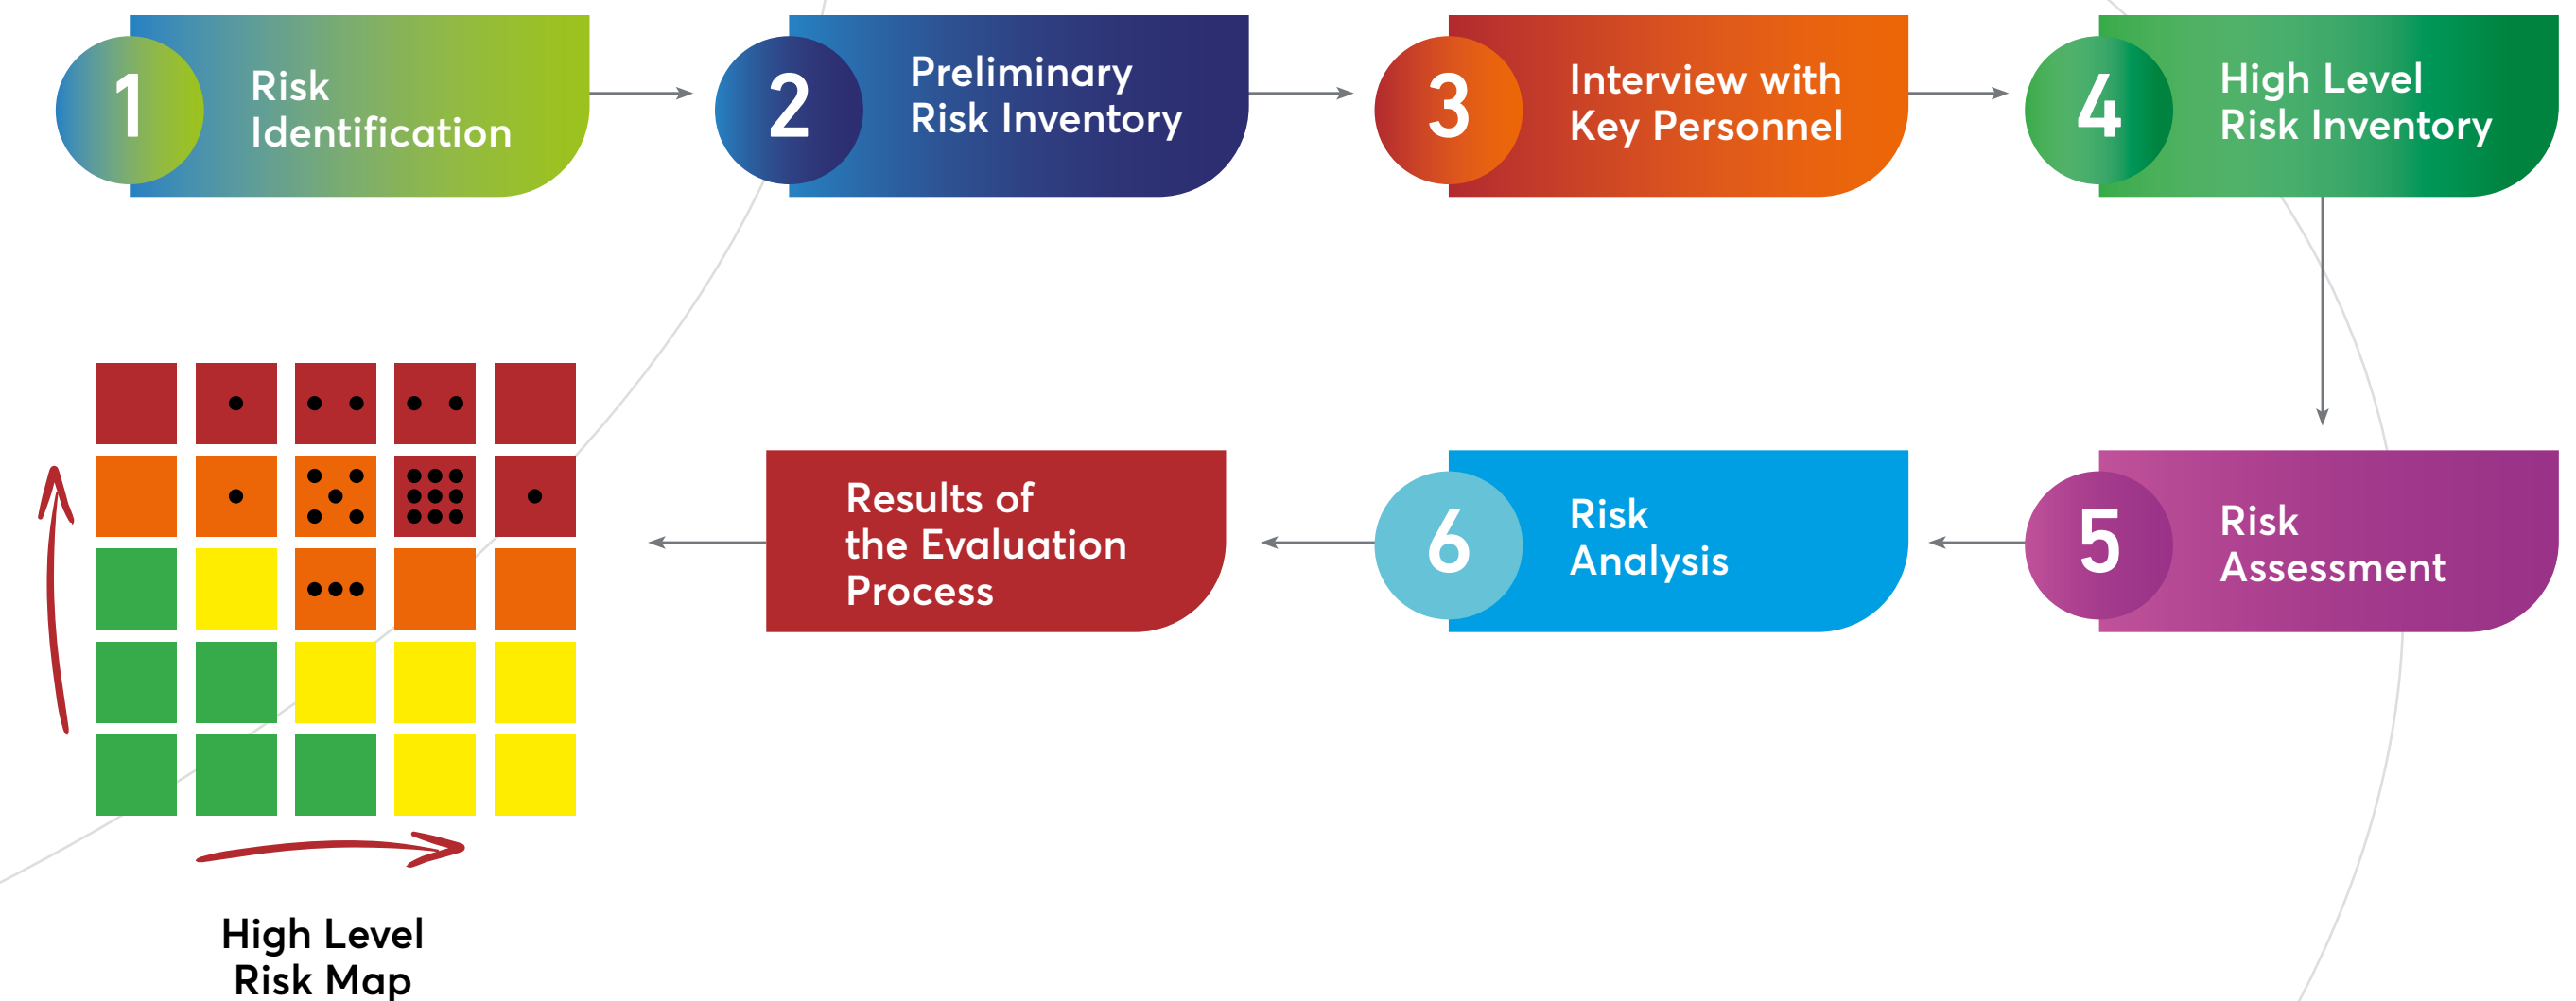 1
Risk
Identification
2
Preliminary
Risk Inventory
3
Interview with
Key Personnel
4
High Level
Risk Inventory
5
Risk
Assessment
6
Risk
Analysis
Results of
the Evaluation
Process
High Level
Risk Map